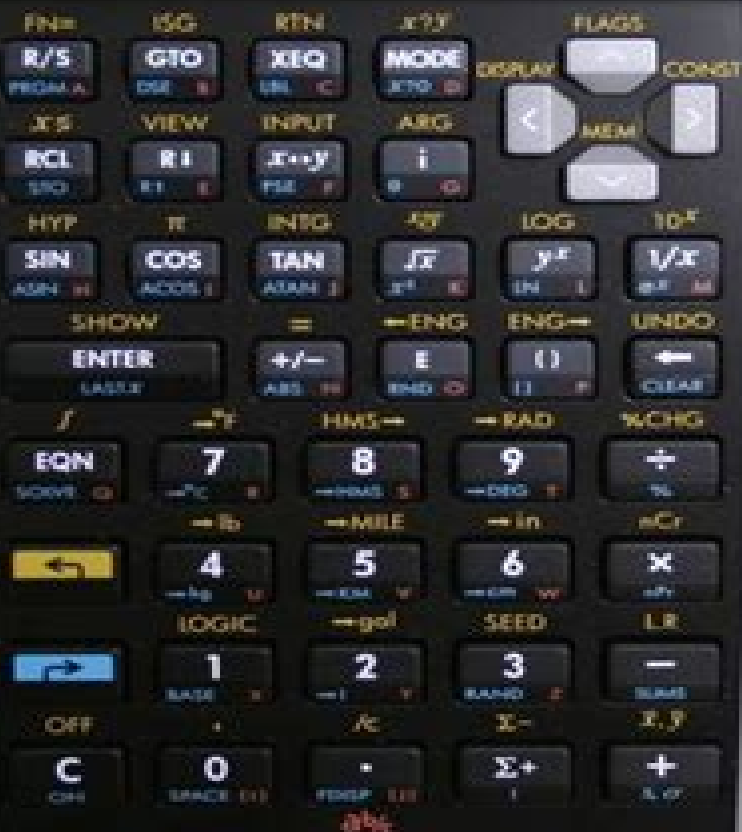 FN= ISG RTN x?y FLAGS
R/S GTO XEQ MODE DISPLAY CONST
PRGM A DSE B LBL C x?0 D
x≶ VIEW INPUT ARG MEM
RCL R↓ x↔y i
STO R↑ E PSE F θ G
HYP π INTG LOG 10ˣ
SIN COS TAN √x yˣ 1/x
ASIN H ACOS I ATAN J x² K LN L eˣ M
SHOW = ←ENG ENG→ UNDO
ENTER +/− E () ←
LAST x ABS N RND O [] P CLEAR
∫ →°F HMS→ →RAD %CHG
EQN 7 8 9 ÷
SOLVE Q →°C R →HMS S →DEG T %
→lb →MILE →in nCr
4 5 6 ×
→kg U →KM V →cm W nPr
LOGIC →gal SEED L.R
1 2 3 −
BASE X →l Y RAND Z SUMS
OFF , /c Σ− x̄,ȳ
C 0 . Σ+ +
SPACE FDISP ! S,σ